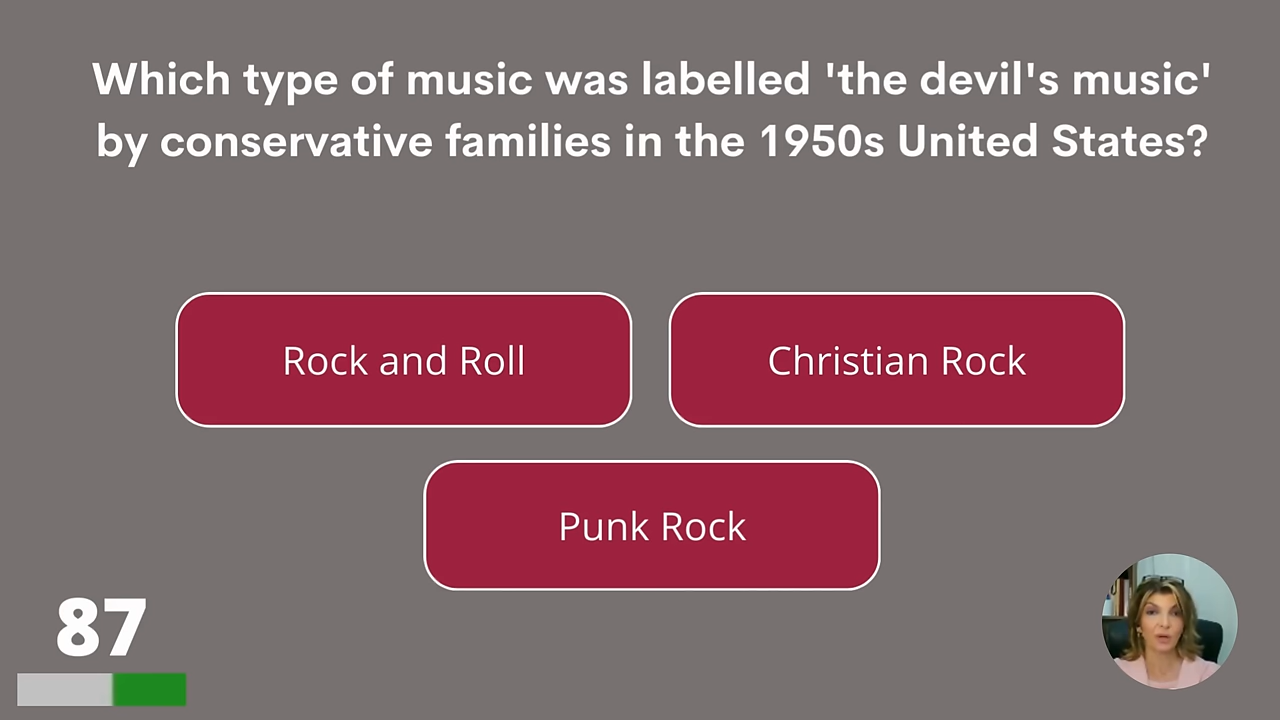 Which type of music was labelled 'the devil's music'
by conservative families in the 1950s United States?
Rock and Roll
Christian Rock
Punk Rock
87